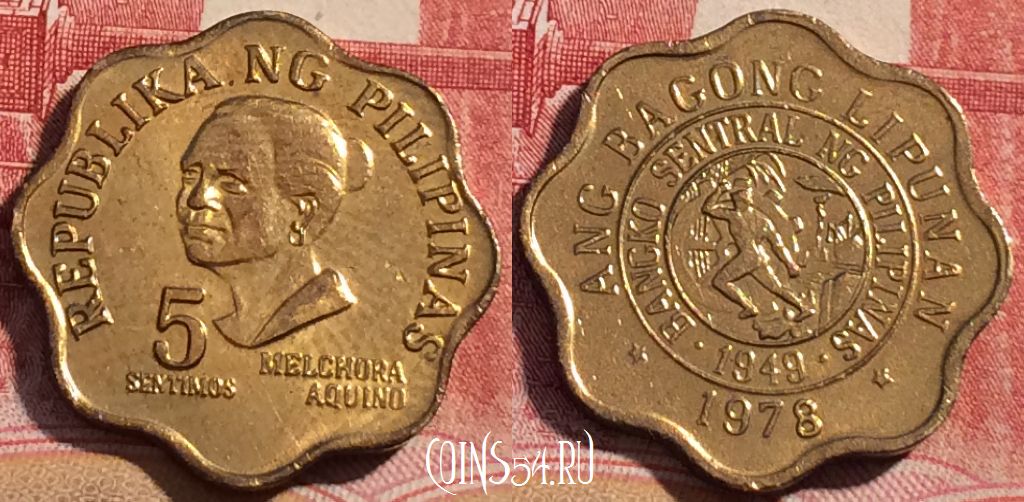 REPUBLIKA NG PILIPINAS
5
SENTIMOS
MELCHORA
AQUINO
ANG BAGONG LIPUNAN
BANGKO SENTRAL NG PILIPINAS
· 1949 ·
1978
COINS54.RU